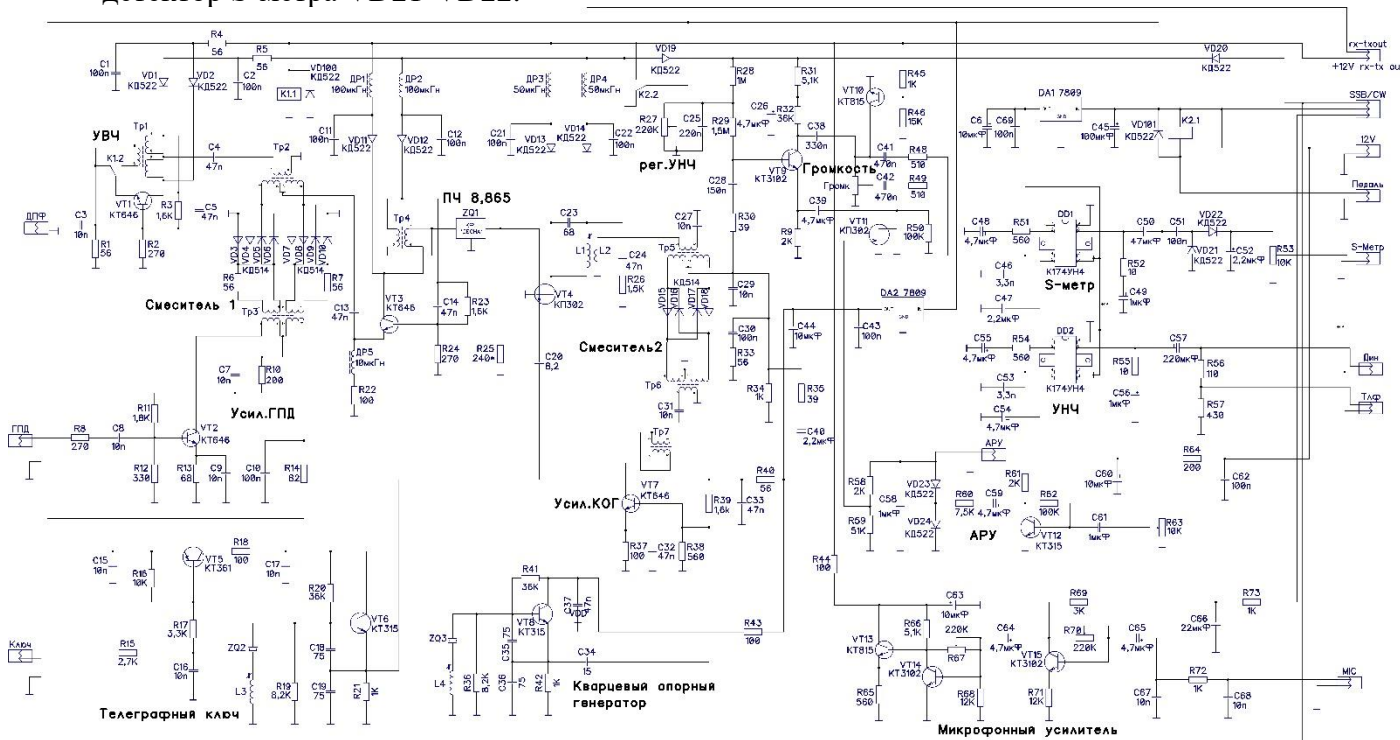 детектор S-метра VD21-VD22.
R4
56
R5
56
C1
100n
VD1
КД522
VD2
КД522
C2
100n
VD100
КД522
K1.1
ДР1
100мкГн
ДР2
100мкГн
ДР3
50мкГн
ДР4
50мкГн
K2.2
VD19
КД522
R28
1M
R31
5,1K
VD20
КД522
rx-txout
+12V rx-tx ou
УВЧ
Тр1
K1.2
C4
47n
Тр2
C11
100n
VD11
КД522
VD12
КД522
C12
100n
C21
100n
VD13
КД522
VD14
КД522
C22
100n
R27
220K
C25
220n
R29
1,5M
C26
4,7мкФ
R32
36K
C38
330n
VT10
КТ815
R45
1K
R46
15K
C6
10мкФ
C69
100n
DA1 7809
C45
100мкФ
VD101
КД522
K2.1
SSB/CW
12V
Педаль
рег.УНЧ
VT9
КТ3102
Громкость
C41
470n
R48
510
Громк
C42
470n
R49
510
ДПФ
C3
10n
R1
56
VT1
КТ646
R2
270
R3
1,6K
C5
47n
VD3
VD4
VD5
VD6
КД514
VD7
VD8
VD9
VD10
КД514
R6
56
R7
56
Смеситель 1
Тр3
C13
47n
VT3
КТ646
Тр4
ПЧ 8,865
ZQ1
C14
47n
R23
1,6K
R24
270
R25
240*
C23
68
L1
L2
VT4
КП302
C20
8,2
C24
47n
R26
1,5K
C27
10n
Тр5
КД514
VD15
VD16
VD17
VD18
Смеситель2
Тр6
C31
10n
C28
150n
R30
39
C29
10n
C30
100n
R33
56
R34
1K
R9
2K
C39
4,7мкФ
VT11
КП302
R50
100K
DA2 7809
C44
10мкФ
C43
100n
R35
39
C40
2,2мкФ
C48
4,7мкФ
R51
560
DD1
К174УН4
S-метр
C46
3,3n
C47
2,2мкФ
R52
10
C49
1мкФ
C50
47мкФ
C51
100n
VD22
VD21
КД522
C52
2,2мкФ
R53
10K
S-Метр
C55
4,7мкФ
R54
560
DD2
К174УН4
УНЧ
C53
3,3n
C54
4,7мкФ
R55
10
C56
1мкФ
C57
220мкФ
R56
110
R57
430
Дин
Тлф
ДР5
10мкГн
R22
100
C7
10n
R10
200
Усил.ГПД
ГПД
R8
270
C8
10n
R11
1,8K
R12
330
VT2
КТ646
R13
68
C9
10n
C10
100n
R14
82
Тр7
VT7
КТ646
Усил.КОГ
R37
100
C32
47n
R38
560
R39
1,6k
C33
47n
R40
56
R58
2K
R59
51K
C58
1мкФ
VD23
КД522
VD24
КД522
АРУ
R60
7,5K
C59
4,7мкФ
R61
2K
R62
100K
VT12
КТ315
АРУ
C60
10мкФ
C61
1мкФ
R63
10K
R64
200
C62
100n
C15
10n
R16
10K
VT5
КТ361
R18
100
C17
10n
R17
3,3K
C16
10n
R15
2,7K
Ключ
Телеграфный ключ
ZQ2
L3
R19
8,2K
R20
36K
C18
75
C19
75
VT6
КТ315
R21
1K
R41
36K
ZQ3
L4
R36
8,2K
C35
75
C36
75
VT8
КТ315
R42
1K
C37
47n
VDD
C34
15
R43
100
Кварцевый опорный
генератор
R44
100
VT13
КТ815
R65
560
R66
5,1K
VT14
КТ3102
C63
10мкФ
220K
R67
R68
12K
C64
4,7мкФ
VT15
КТ3102
R69
3K
R70
220K
R71
12K
C65
4,7мкФ
C66
22мкФ
R73
1K
R72
1K
C67
10n
C68
10n
MIC
Микрофонный усилитель